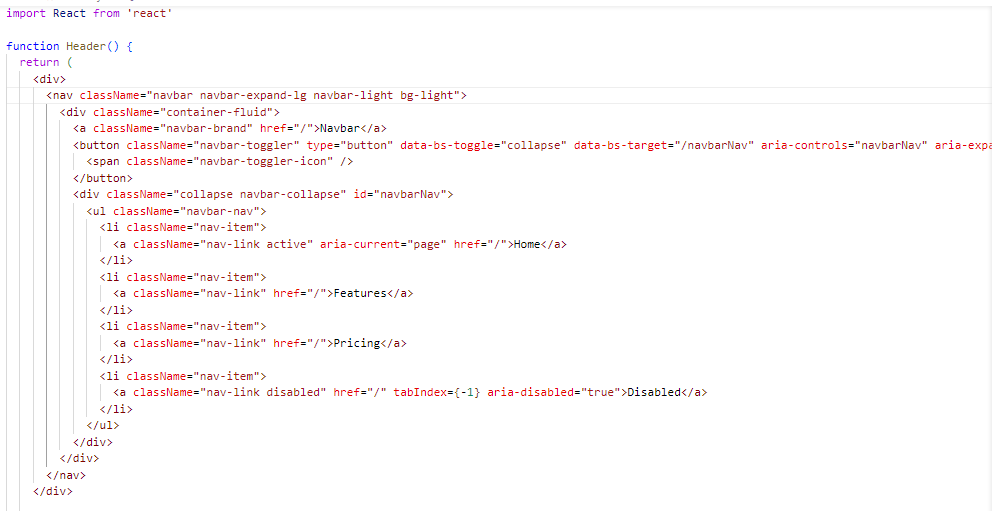 import React from 'react'
function Header() {
return (
<div>
<nav className="navbar navbar-expand-lg navbar-light bg-light">
<div className="container-fluid">
<a className="navbar-brand" href="/">Navbar</a>
<button className="navbar-toggler" type="button" data-bs-toggle="collapse" data-bs-target="/navbarNav" aria-controls="navbarNav" aria-expa
<span className="navbar-toggler-icon" />
</button>
<div className="collapse navbar-collapse" id="navbarNav">
<ul className="navbar-nav">
<li className="nav-item">
<a className="nav-link active" aria-current="page" href="/">Home</a>
</li>
<li className="nav-item">
<a className="nav-link" href="/">Features</a>
</li>
<li className="nav-item">
<a className="nav-link" href="/">Pricing</a>
</li>
<li className="nav-item">
<a className="nav-link disabled" href="/" tabIndex={-1} aria-disabled="true">Disabled</a>
</li>
</ul>
</div>
</div>
</nav>
</div>